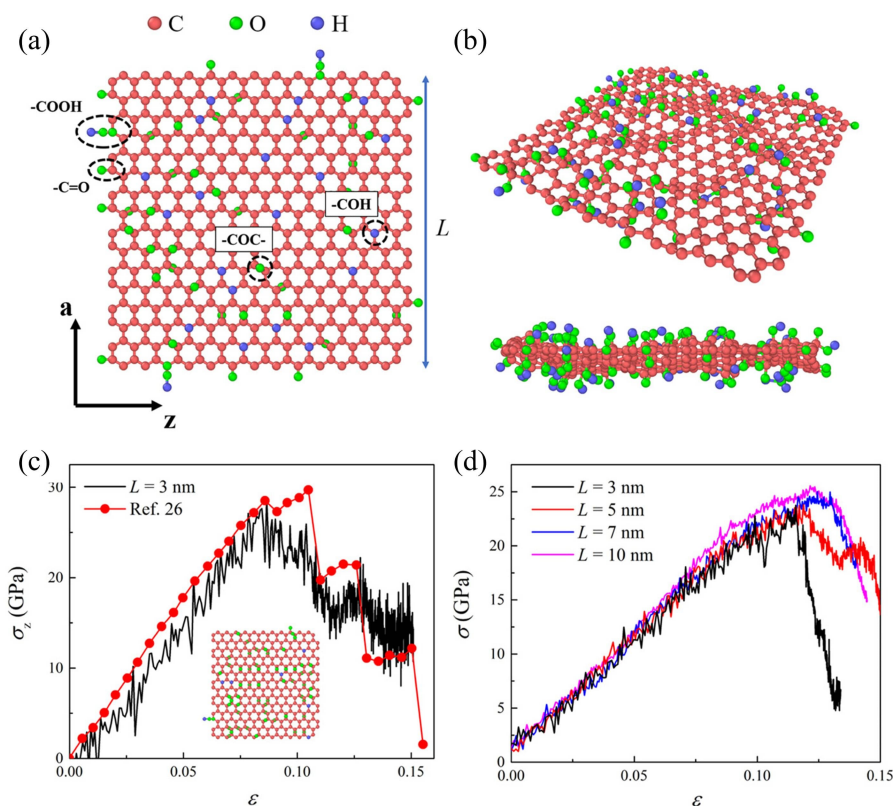 (a)
C
O
H
(b)
-COOH
-C=O
-COH
-COC-
L
a
z
(c)
L = 3 nm
Ref. 26
30
20
10
0
σz (GPa)
0.00
0.05
0.10
0.15
ε
(d)
L = 3 nm
L = 5 nm
L = 7 nm
L = 10 nm
25
20
15
10
5
0
σ (GPa)
0.00
0.05
0.10
0.15
ε